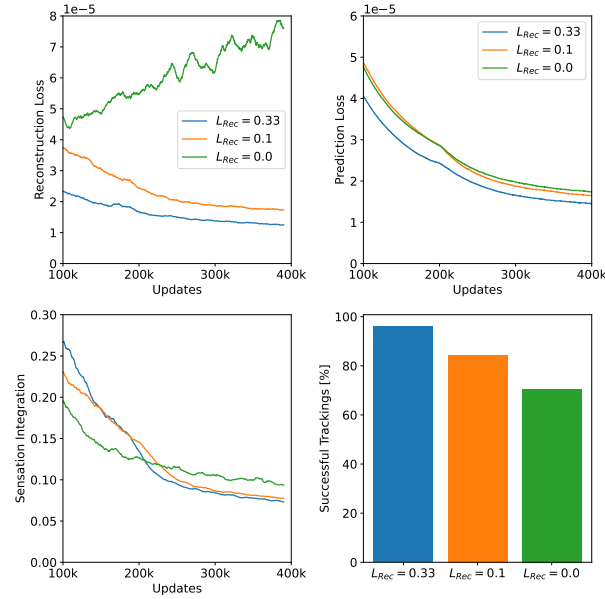 1e−5
8
7
6
5
4
3
2
1
0
Reconstruction Loss
L_Rec = 0.33
L_Rec = 0.1
L_Rec = 0.0
100k 200k 300k 400k
Updates
1e−5
6
5
4
3
2
1
0
Prediction Loss
L_Rec = 0.33
L_Rec = 0.1
L_Rec = 0.0
100k 200k 300k 400k
Updates
0.30
0.25
0.20
0.15
0.10
0.05
0.00
Sensation Integration
100k 200k 300k 400k
Updates
100
80
60
40
20
0
Successful Trackings [%]
L_Rec = 0.33 L_Rec = 0.1 L_Rec = 0.0